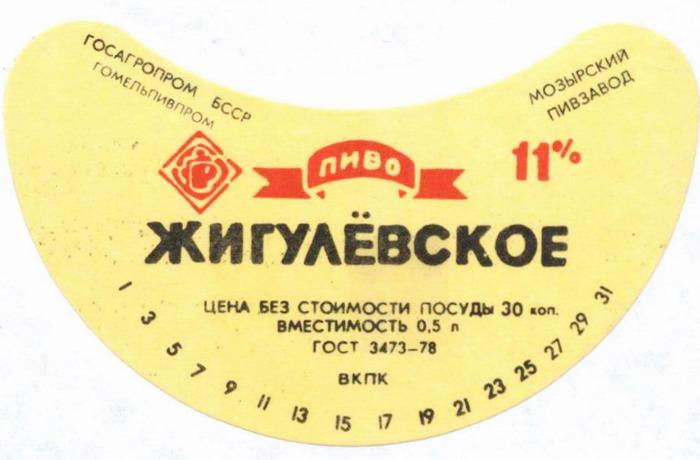 ГОСАГРОПРОМ БССР
ГОМЕЛЬПИВПРОМ
МОЗЫРСКИЙ
ПИВЗАВОД
ПИВО
11%
ЖИГУЛЁВСКОЕ
ЦЕНА БЕЗ СТОИМОСТИ ПОСУДЫ 30 коп.
ВМЕСТИМОСТЬ 0,5 л
ГОСТ 3473-78
ВКПК
1 3 5 7 9 11 13 15 17 19 21 23 25 27 29 31